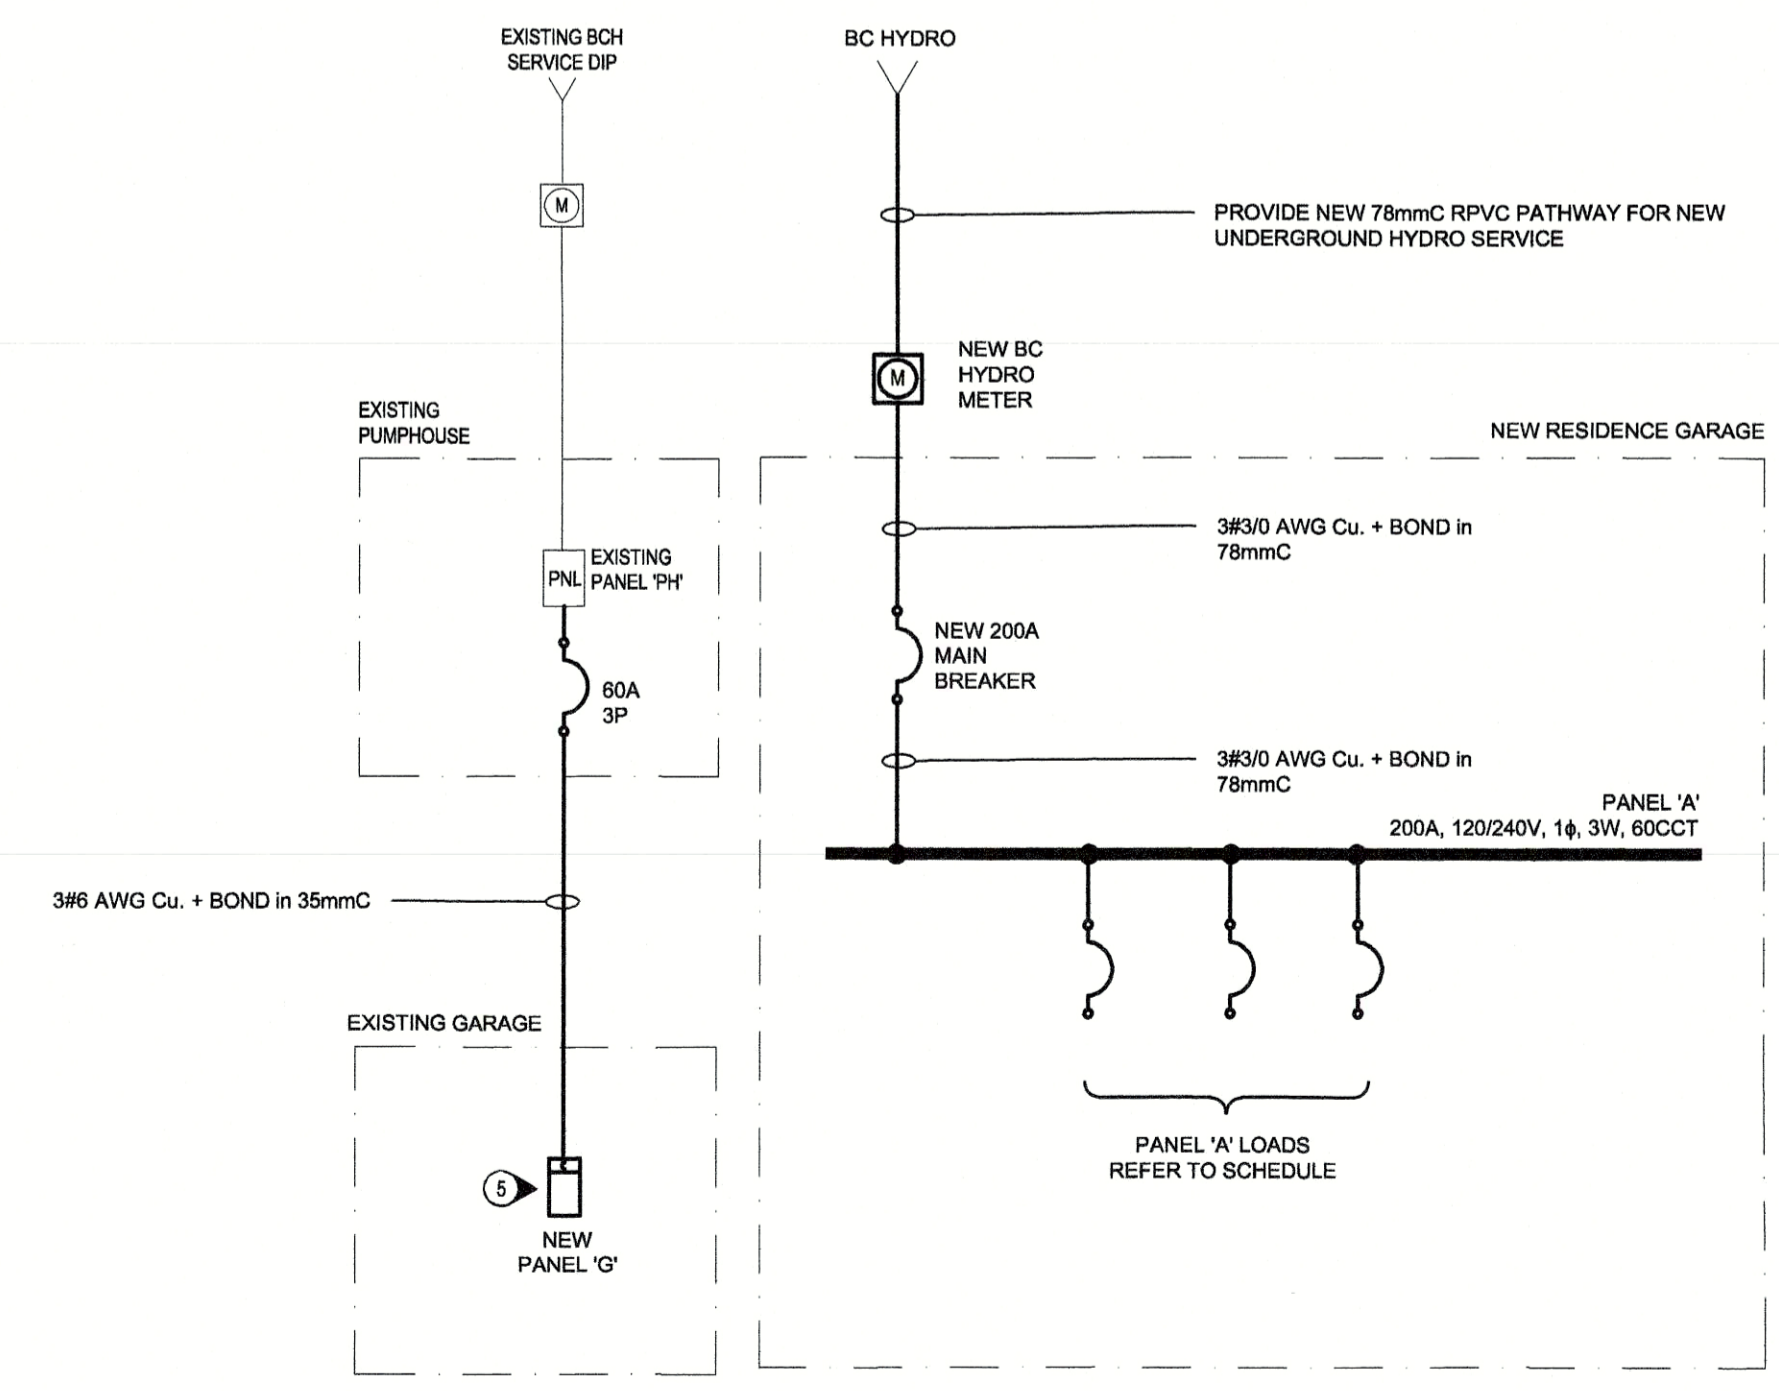 EXISTING BCH
SERVICE DIP
BC HYDRO
M
PROVIDE NEW 78mmC RPVC PATHWAY FOR NEW
UNDERGROUND HYDRO SERVICE
NEW BC
HYDRO
METER
M
EXISTING
PUMPHOUSE
NEW RESIDENCE GARAGE
3#3/0 AWG Cu. + BOND in
78mmC
EXISTING
PANEL 'PH'
PNL
NEW 200A
MAIN
BREAKER
60A
3P
3#3/0 AWG Cu. + BOND in
78mmC
PANEL 'A'
200A, 120/240V, 1ϕ, 3W, 60CCT
3#6 AWG Cu. + BOND in 35mmC
EXISTING GARAGE
PANEL 'A' LOADS
REFER TO SCHEDULE
5
NEW
PANEL 'G'